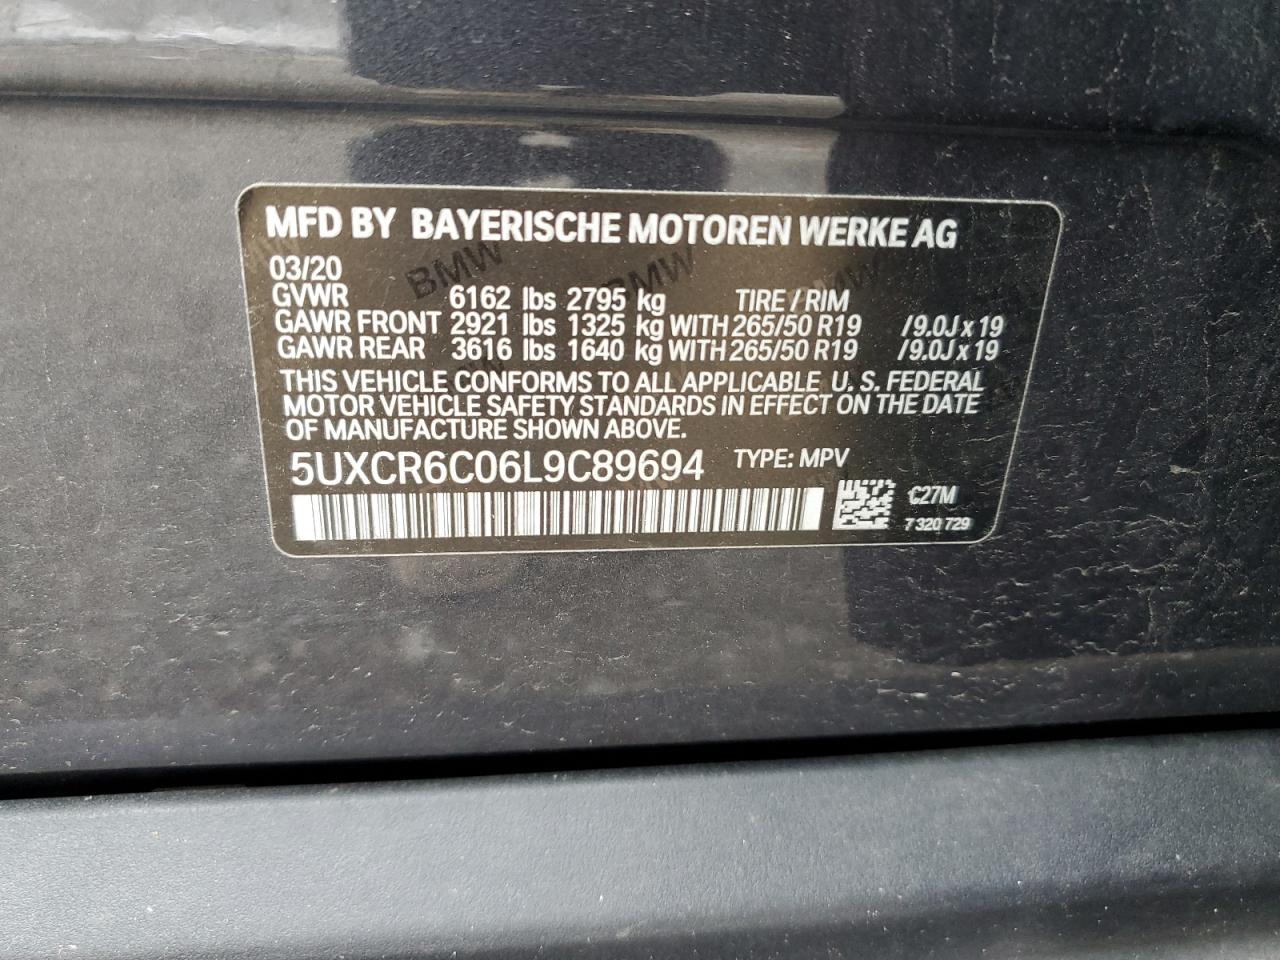 MFD BY BAYERISCHE MOTOREN WERKE AG
03/20
GVWR 6162 lbs 2795 kg TIRE / RIM
GAWR FRONT 2921 lbs 1325 kg WITH 265/50 R19 /9.0J x 19
GAWR REAR 3616 lbs 1640 kg WITH 265/50 R19 /9.0J x 19
THIS VEHICLE CONFORMS TO ALL APPLICABLE U. S. FEDERAL
MOTOR VEHICLE SAFETY STANDARDS IN EFFECT ON THE DATE
OF MANUFACTURE SHOWN ABOVE.
5UXCR6C06L9C89694 TYPE: MPV
C27M
7 320 729
BMW
BMW
BMW